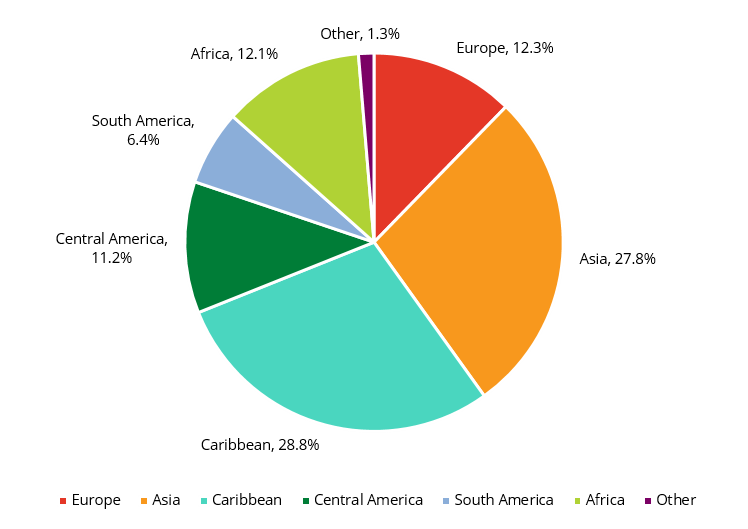 Other, 1.3%
Europe, 12.3%
Africa, 12.1%
South America,
6.4%
Central America,
11.2%
Asia, 27.8%
Caribbean, 28.8%
Europe Asia Caribbean Central America South America Africa Other